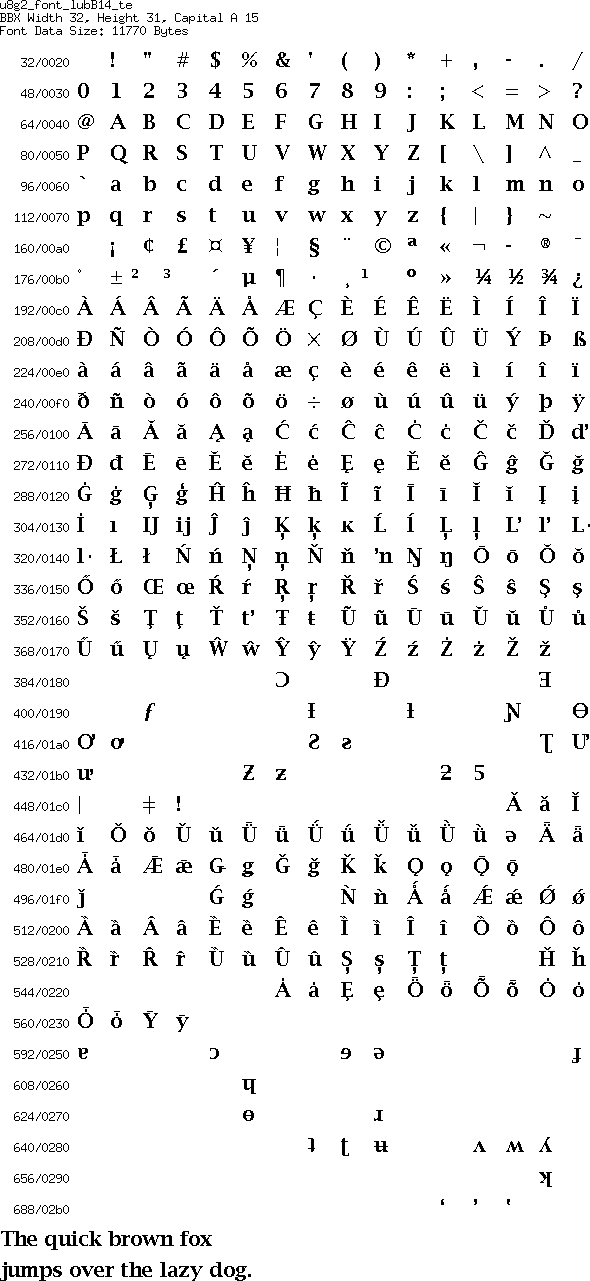 u8g2_font_lubB14_te
BBX Width 32, Height 31, Capital A 15
Font Data Size: 11770 Bytes
32/0020 ! " # $ % & ' ( ) * + , - . /
48/0030 0 1 2 3 4 5 6 7 8 9 : ; < = > ?
64/0040 @ A B C D E F G H I J K L M N O
80/0050 P Q R S T U V W X Y Z [ \ ] ^ _
96/0060 ` a b c d e f g h i j k l m n o
112/0070 p q r s t u v w x y z { | } ~
160/00a0 ¡ ¢ £ ¤ ¥ ¦ § ¨ © ª « ¬ - ® ¯
176/00b0 ° ± ² ³ ´ µ ¶ · ¸ ¹ º » ¼ ½ ¾ ¿
192/00c0 À Á Â Ã Ä Å Æ Ç È É Ê Ë Ì Í Î Ï
208/00d0 Ð Ñ Ò Ó Ô Õ Ö × Ø Ù Ú Û Ü Ý Þ ß
224/00e0 à á â ã ä å æ ç è é ê ë ì í î ï
240/00f0 ð ñ ò ó ô õ ö ÷ ø ù ú û ü ý þ ÿ
256/0100 Ā ā Ă ă Ą ą Ć ć Ĉ ĉ Ċ ċ Č č Ď ď
272/0110 Đ đ Ē ē Ĕ ĕ Ė ė Ę ę Ě ě Ĝ ĝ Ğ ğ
288/0120 Ġ ġ Ģ ģ Ĥ ĥ Ħ ħ Ĩ ĩ Ī ī Ĭ ĭ Į į
304/0130 İ ı Ĳ ĳ Ĵ ĵ Ķ ķ ĸ Ĺ ĺ Ļ ļ Ľ ľ Ŀ
320/0140 ŀ Ł ł Ń ń Ņ ņ Ň ň ŉ Ŋ ŋ Ō ō Ŏ ŏ
336/0150 Ő ő Œ œ Ŕ ŕ Ŗ ŗ Ř ř Ś ś Ŝ ŝ Ş ş
352/0160 Š š Ţ ţ Ť ť Ŧ ŧ Ũ ũ Ū ū Ŭ ŭ Ů ů
368/0170 Ű ű Ų ų Ŵ ŵ Ŷ ŷ Ÿ Ź ź Ż ż Ž ž
384/0180 Ɔ Ɖ Ǝ
400/0190 ƒ Ɨ ƚ Ɲ Ɵ
416/01a0 Ơ ơ Ƨ ƨ Ʈ Ư
432/01b0 ư Ƶ ƶ ƻ Ƽ
448/01c0 ǀ ǂ ǃ Ǎ ǎ Ǐ
464/01d0 ǐ Ǒ ǒ Ǔ ǔ Ǖ ǖ Ǘ ǘ Ǚ ǚ Ǜ ǜ ǝ Ǟ ǟ
480/01e0 Ǡ ǡ Ǣ ǣ Ǥ ǥ Ǧ ǧ Ǩ ǩ Ǫ ǫ Ǭ ǭ
496/01f0 ǰ Ǵ ǵ Ǹ ǹ Ǻ ǻ Ǽ ǽ Ǿ ǿ
512/0200 Ȁ ȁ Ȃ ȃ Ȅ ȅ Ȇ ȇ Ȉ ȉ Ȋ ȋ Ȍ ȍ Ȏ ȏ
528/0210 Ȑ ȑ Ȓ ȓ Ȕ ȕ Ȗ ȗ Ș ș Ț ț Ȟ ȟ
544/0220 Ȧ ȧ Ȩ ȩ Ȫ ȫ Ȭ ȭ Ȯ ȯ
560/0230 Ȱ ȱ Ȳ ȳ
592/0250 ɐ ɔ ɘ ə ɟ
608/0260 ɥ
624/0270 ɵ ɹ
640/0280 ʇ ʈ ʉ ʌ ʍ ʎ
656/0290 ʞ
688/02b0 ʻ ʼ ʽ
The quick brown fox
jumps over the lazy dog.